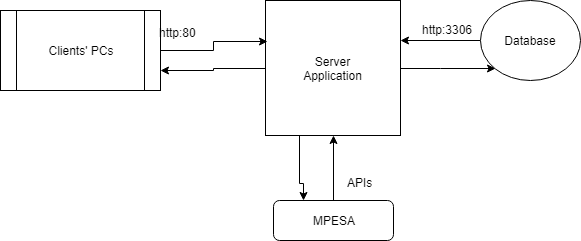 http:80
Clients' PCs
Server
Application
http:3306
Database
APIs
MPESA